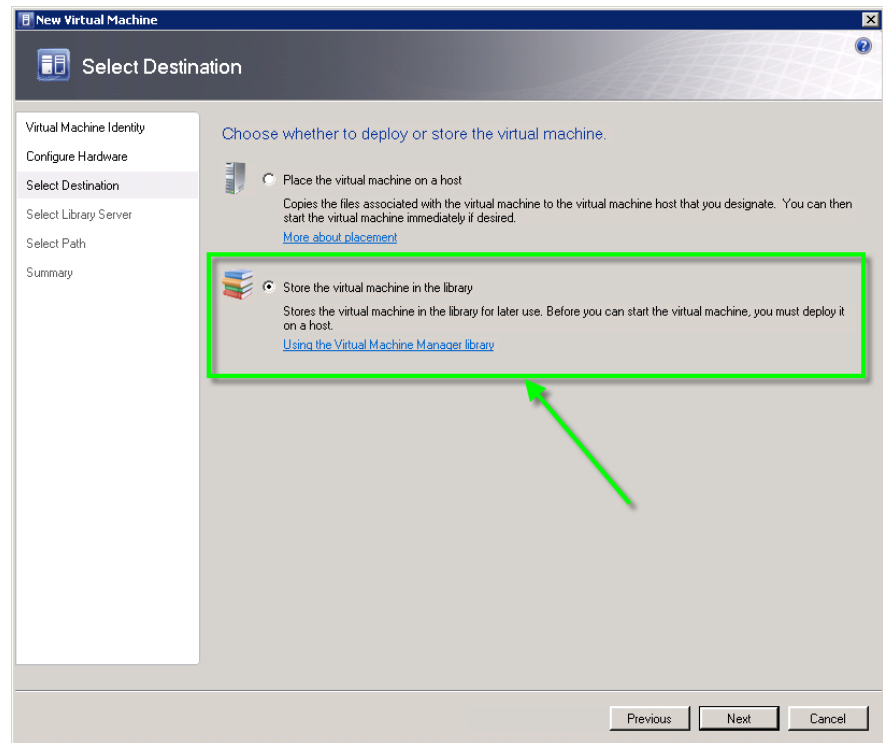 New Virtual Machine
Select Destination
Virtual Machine Identity
Configure Hardware
Select Destination
Select Library Server
Select Path
Summary
Choose whether to deploy or store the virtual machine.
Place the virtual machine on a host
Copies the files associated with the virtual machine to the virtual machine host that you designate. You can then
start the virtual machine immediately if desired.
More about placement
Store the virtual machine in the library
Stores the virtual machine in the library for later use. Before you can start the virtual machine, you must deploy it
on a host.
Using the Virtual Machine Manager library
Previous
Next
Cancel